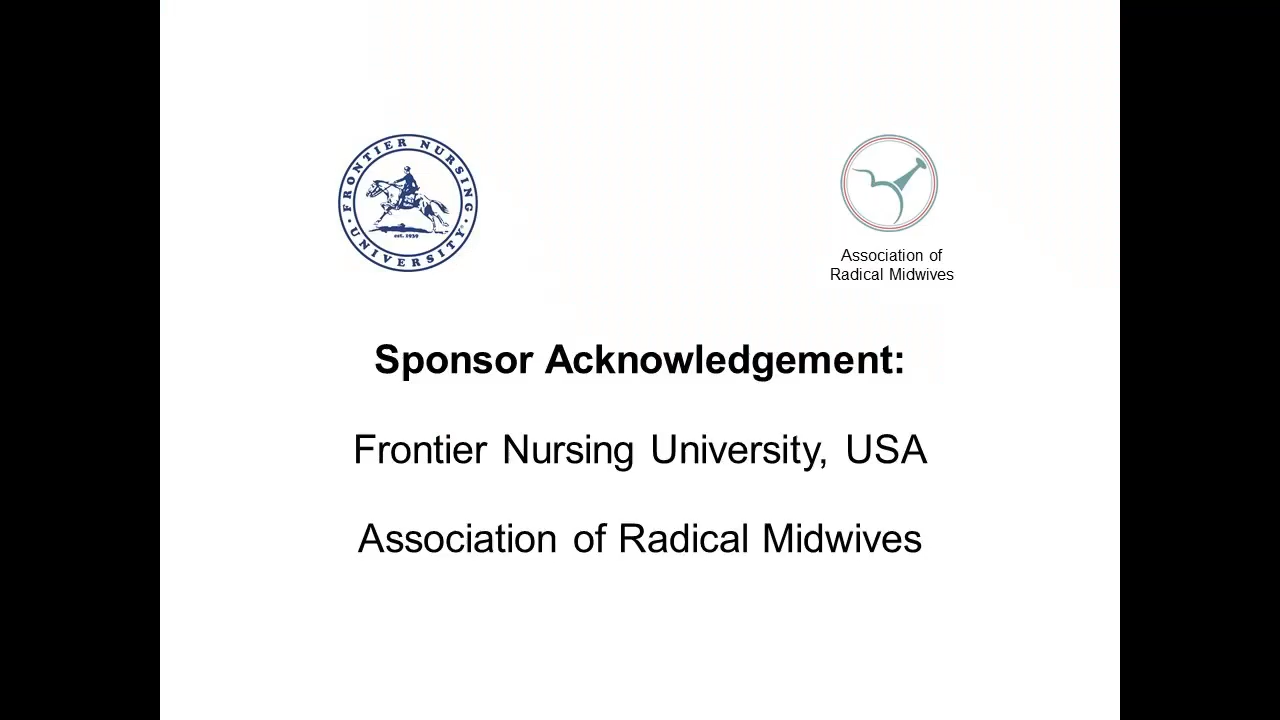 FRONTIER NURSING
UNIVERSITY
est. 1939
Association of
Radical Midwives
Sponsor Acknowledgement:
Frontier Nursing University, USA
Association of Radical Midwives